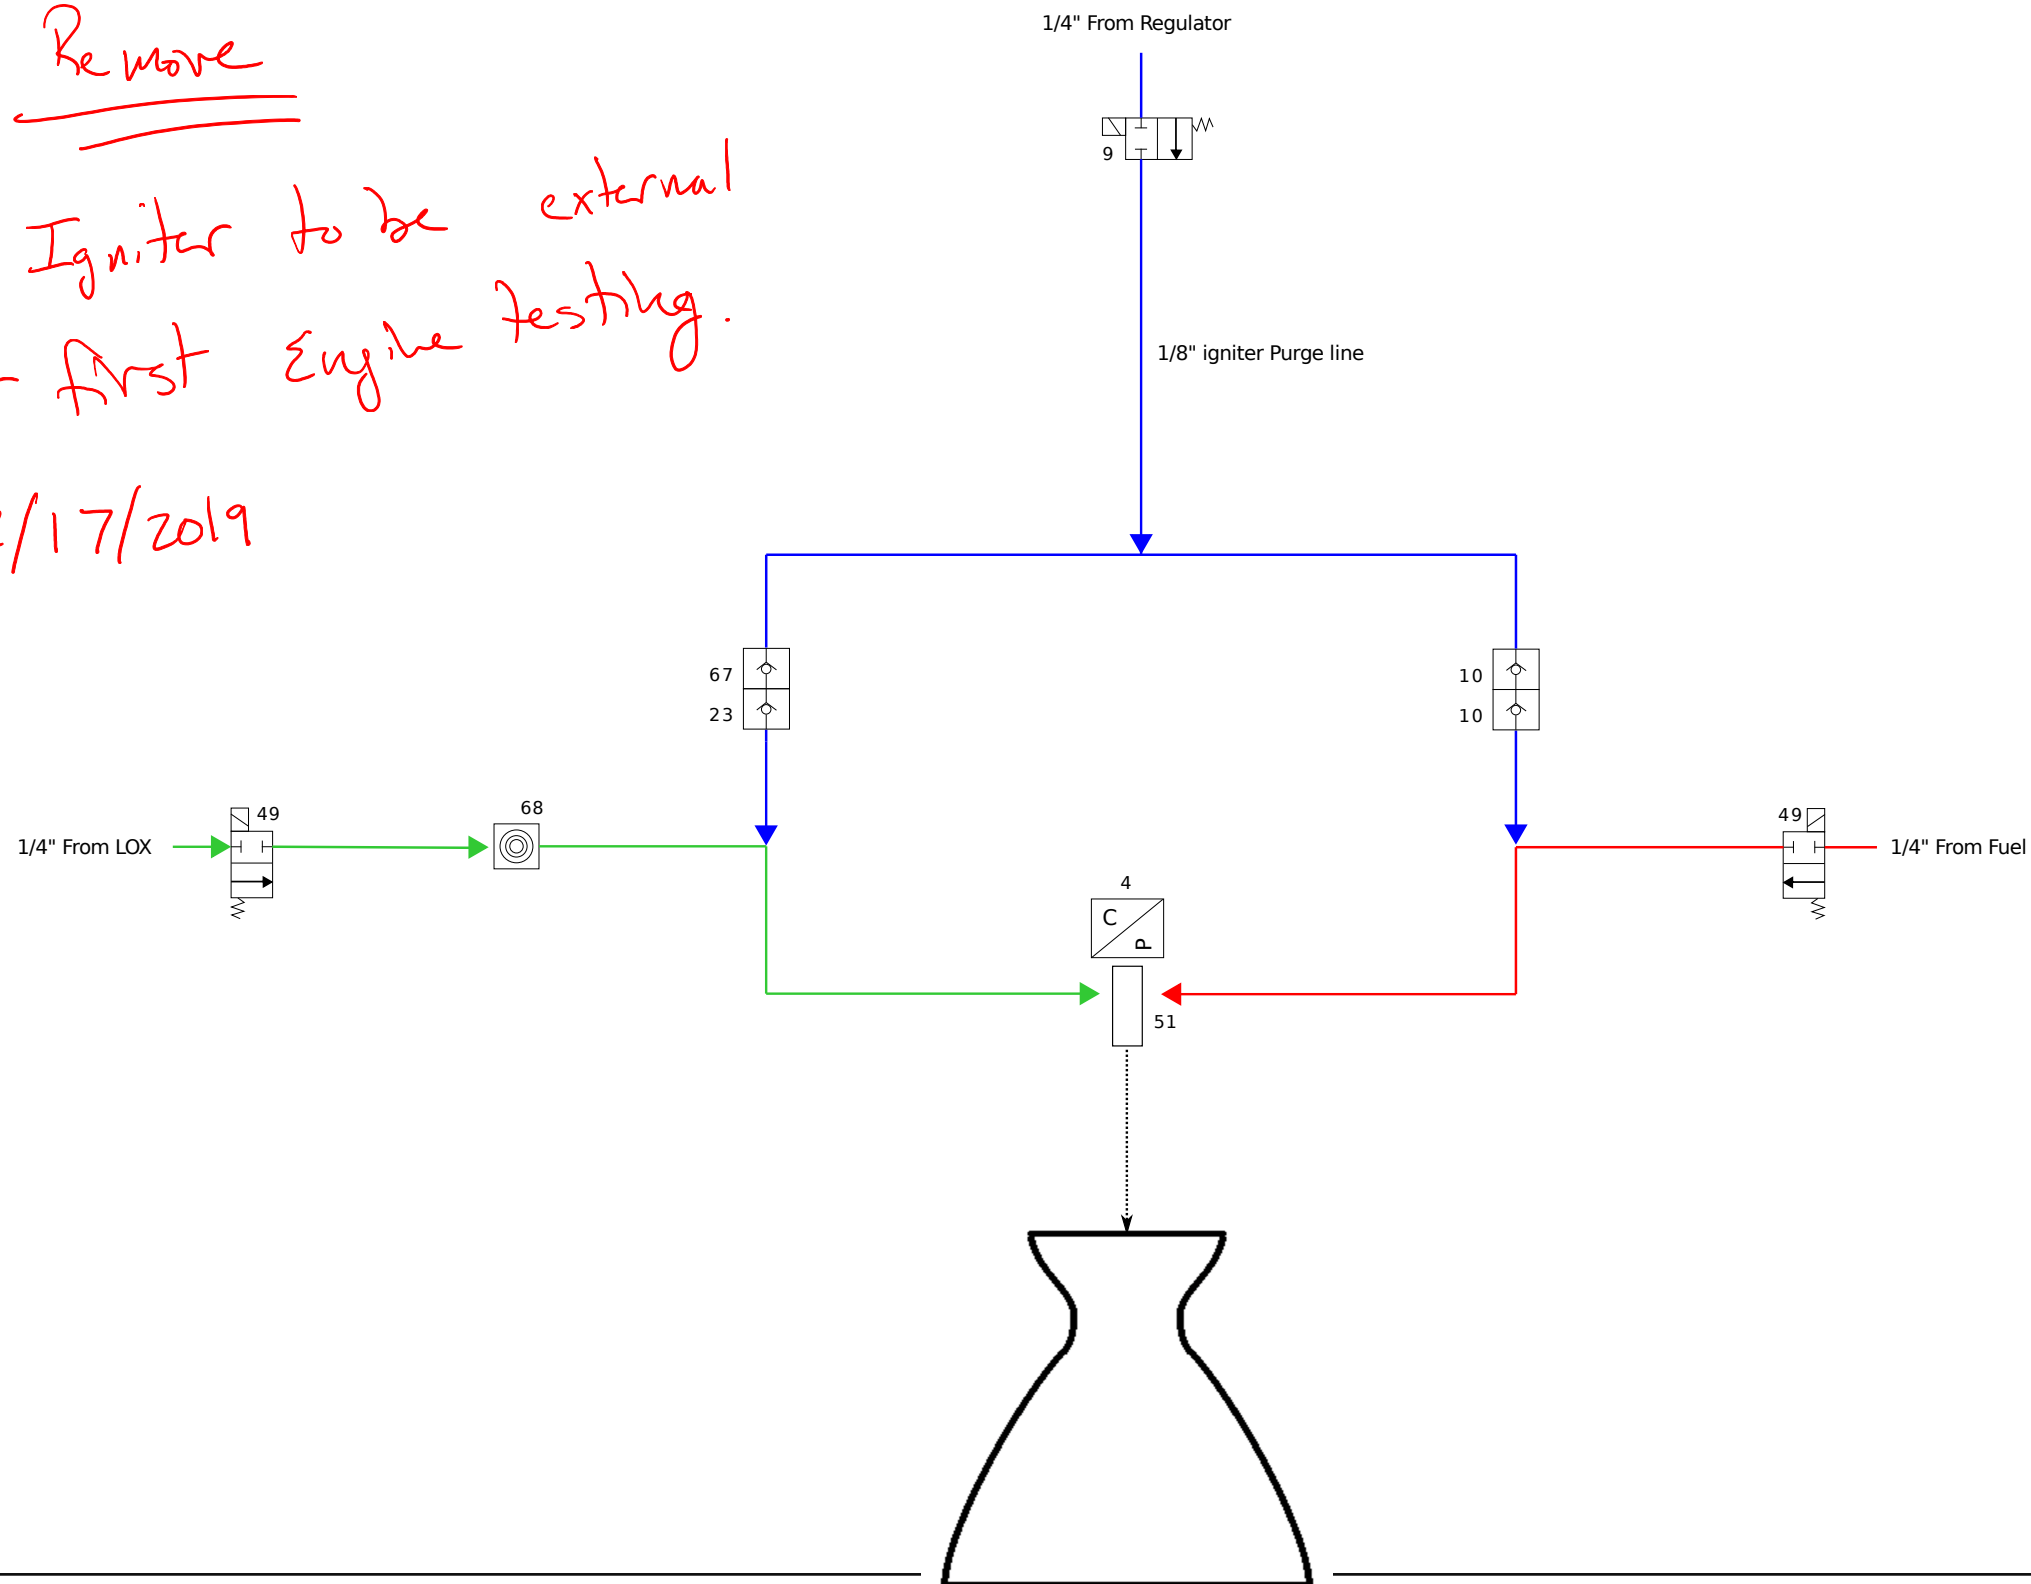 Remove
1/4" From Regulator
9
Igniter to be external
first Engine testing.
1/8" igniter Purge line
/17/2019
67
10
23
10
49
68
49
1/4" From LOX
1/4" From Fuel
4
C
P
51